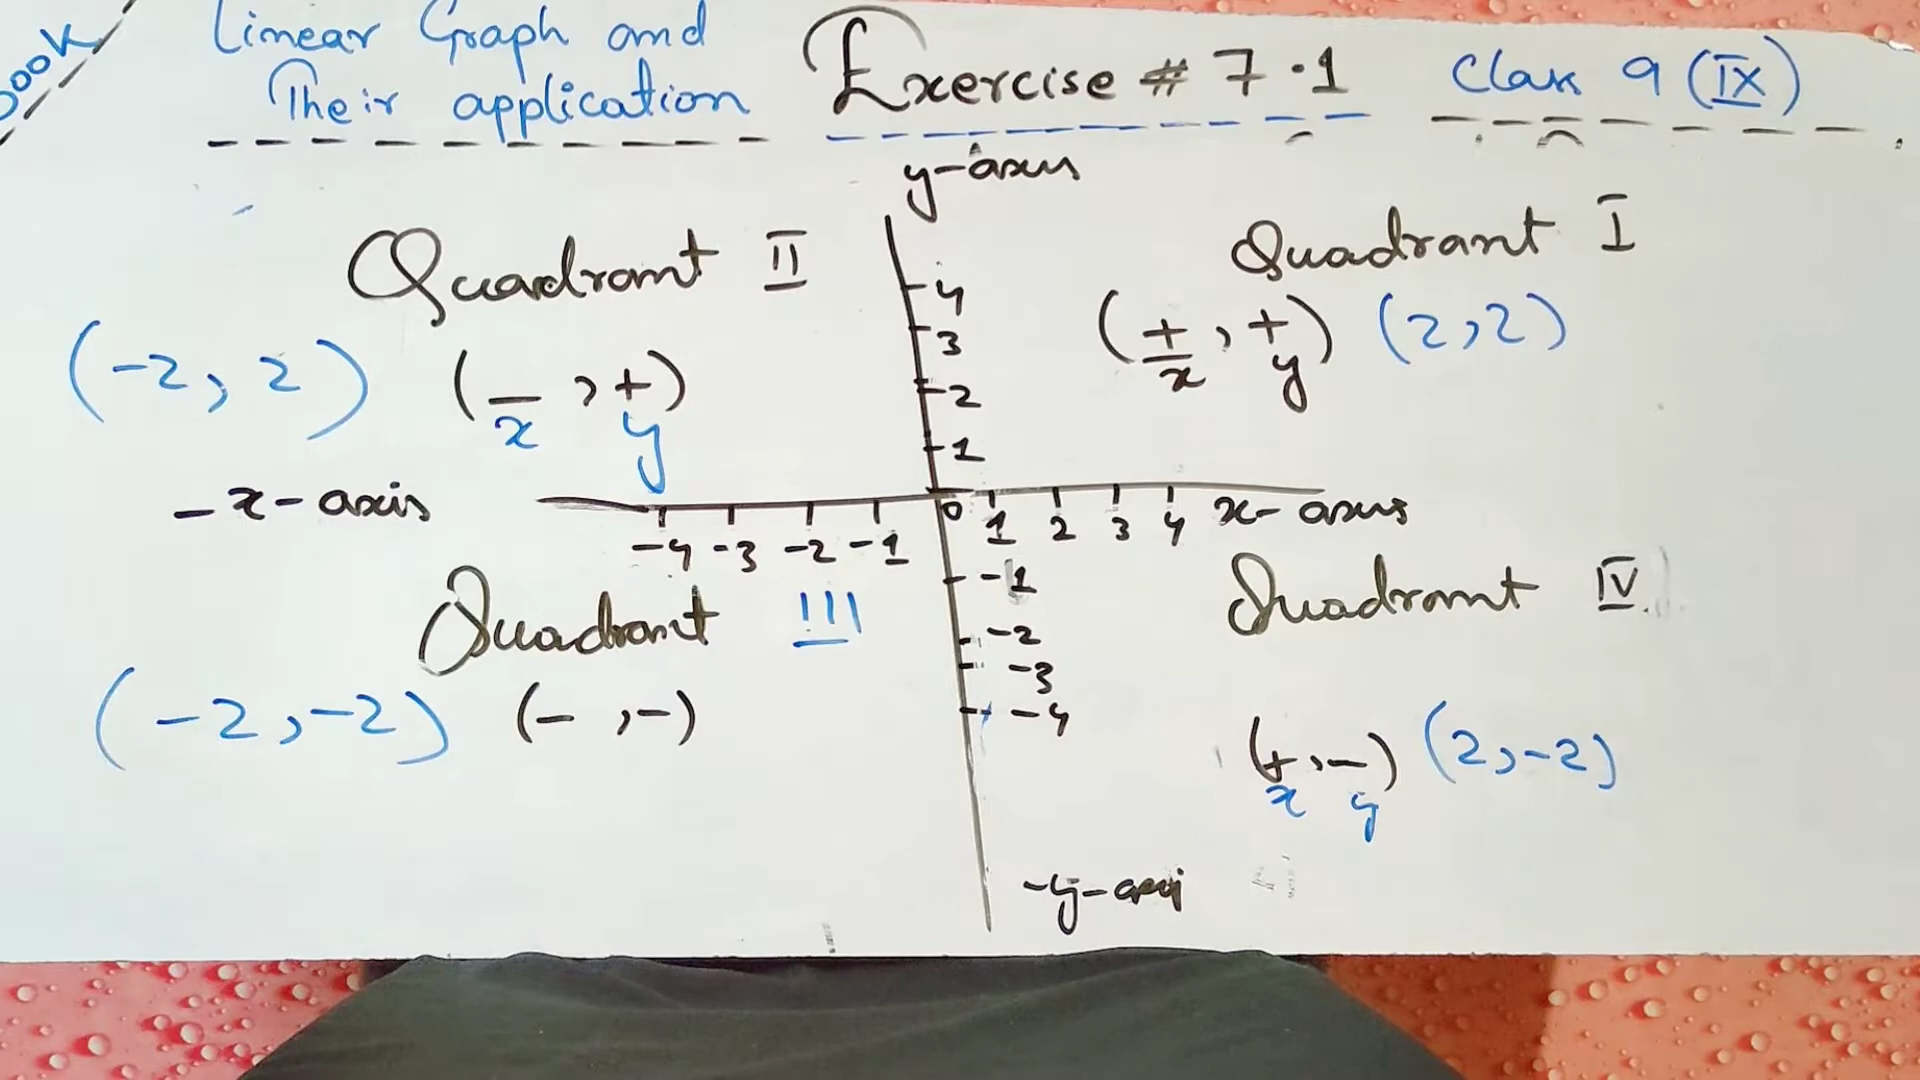 Book
Linear Graph and
Their application
Exercise # 7.1
Class 9 (IX)
y-axis
Quadrant II
Quadrant I
(-2, 2) (-, +)
x y
(+, +) (2,2)
x y
4
3
2
1
-x-axis
x-axis
-4 -3 -2 -1 0 1 2 3 4
-1
-2
-3
-4
Quadrant III
Quadrant IV
(-2,-2) (-,-)
(+,-) (2,-2)
x y
-y-axi